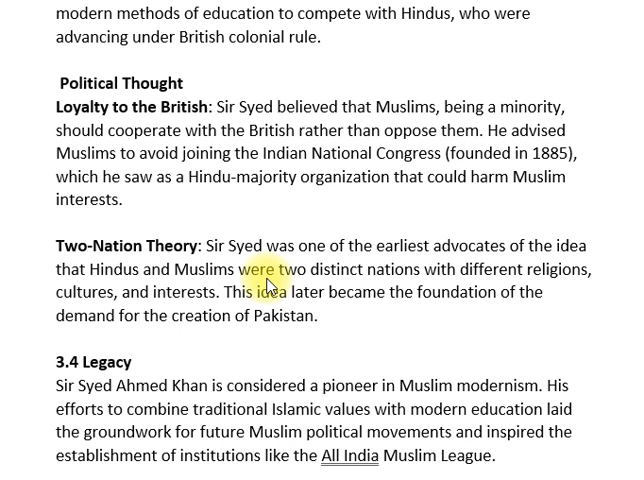 modern methods of education to compete with Hindus, who were
advancing under British colonial rule.
Political Thought
Loyalty to the British: Sir Syed believed that Muslims, being a minority,
should cooperate with the British rather than oppose them. He advised
Muslims to avoid joining the Indian National Congress (founded in 1885),
which he saw as a Hindu-majority organization that could harm Muslim
interests.
Two-Nation Theory: Sir Syed was one of the earliest advocates of the idea
that Hindus and Muslims were two distinct nations with different religions,
cultures, and interests. This idea later became the foundation of the
demand for the creation of Pakistan.
3.4 Legacy
Sir Syed Ahmed Khan is considered a pioneer in Muslim modernism. His
efforts to combine traditional Islamic values with modern education laid
the groundwork for future Muslim political movements and inspired the
establishment of institutions like the All India Muslim League.